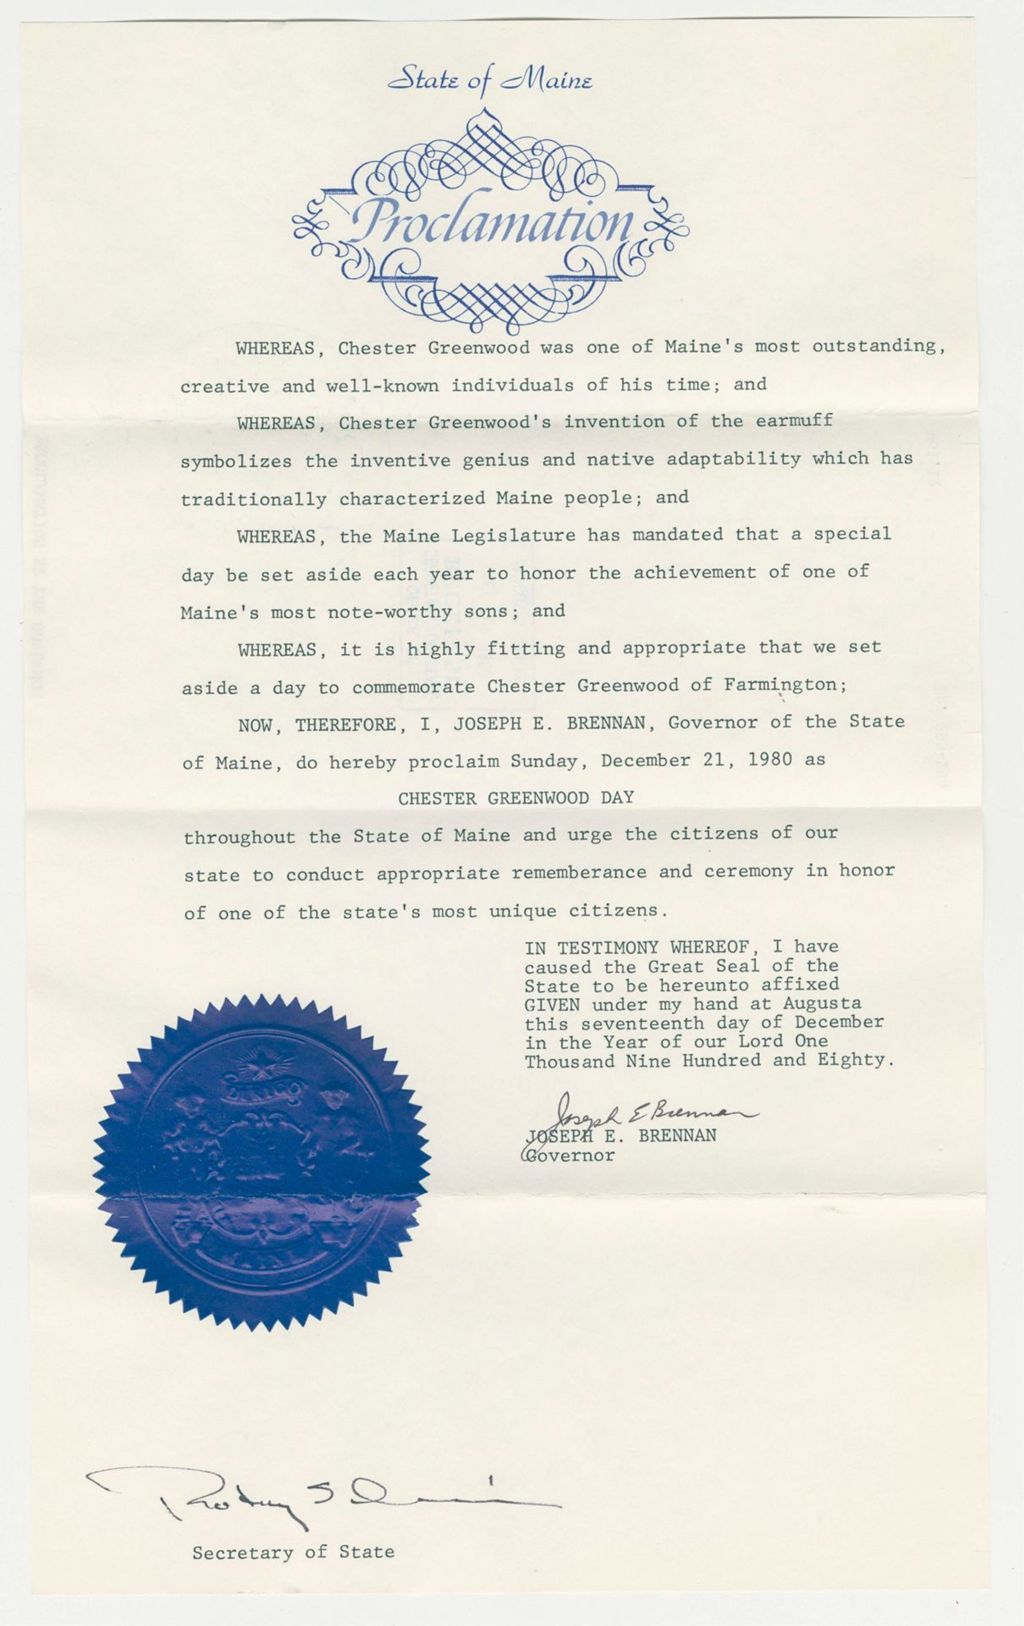 State of Maine
Proclamation
WHEREAS, Chester Greenwood was one of Maine's most outstanding,
creative and well-known individuals of his time; and
WHEREAS, Chester Greenwood's invention of the earmuff
symbolizes the inventive genius and native adaptability which has
traditionally characterized Maine people; and
WHEREAS, the Maine Legislature has mandated that a special
day be set aside each year to honor the achievement of one of
Maine's most note-worthy sons; and
WHEREAS, it is highly fitting and appropriate that we set
aside a day to commemorate Chester Greenwood of Farmington;
NOW, THEREFORE, I, JOSEPH E. BRENNAN, Governor of the State
of Maine, do hereby proclaim Sunday, December 21, 1980 as
CHESTER GREENWOOD DAY
throughout the State of Maine and urge the citizens of our
state to conduct appropriate rememberance and ceremony in honor
of one of the state's most unique citizens.
IN TESTIMONY WHEREOF, I have
caused the Great Seal of the
State to be hereunto affixed
GIVEN under my hand at Augusta
this seventeenth day of December
in the Year of our Lord One
Thousand Nine Hundred and Eighty.
Joseph E Brennan
JOSEPH E. BRENNAN
Governor
DIRIGO
MAINE
Rodney S
Secretary of State